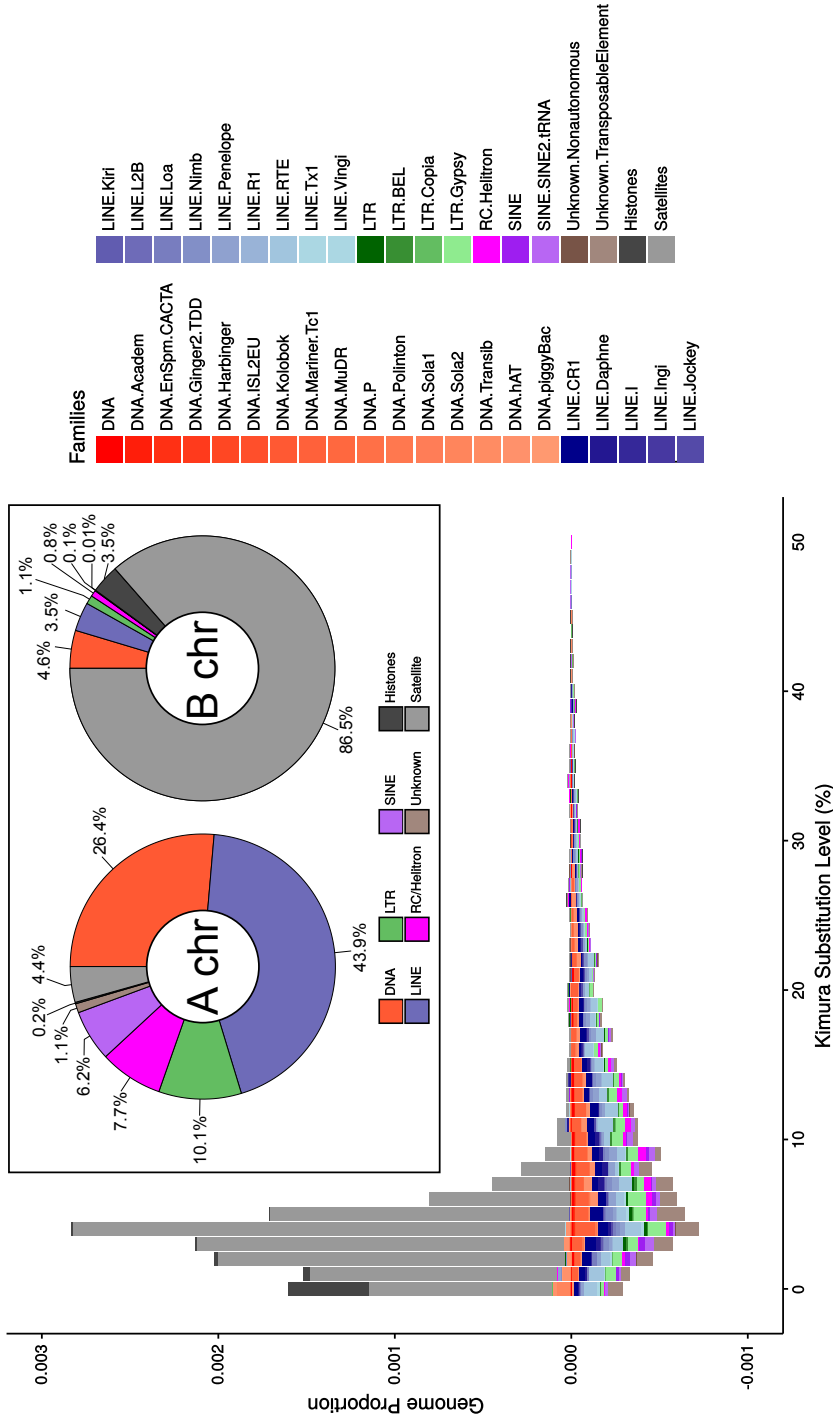 Families
DNA
DNA.Academ
DNA.EnSpm.CACTA
DNA.Ginger2.TDD
DNA.Harbinger
DNA.ISL2EU
DNA.Kolobok
DNA.Mariner.Tc1
DNA.MuDR
DNA.P
DNA.Polinton
DNA.Sola1
DNA.Sola2
DNA.TransIb
DNA.hAT
DNA.piggyBac
LINE.CR1
LINE.Daphne
LINE.I
LINE.Ingi
LINE.Jockey
LINE.Kiri
LINE.L2B
LINE.Loa
LINE.Nimb
LINE.Penelope
LINE.R1
LINE.RTE
LINE.Tx1
LINE.Vingi
LTR
LTR.BEL
LTR.Copia
LTR.Gypsy
RC.Helitron
SINE
SINE.SINE2.tRNA
Unknown.Nonautonomous
Unknown.TransposableElement
Histones
Satellites
A chr
26.4%
43.9%
10.1%
7.7%
6.2%
1.1%
0.2%
4.4%
B chr
4.6%
3.5%
1.1%
0.8%
0.1%
0.01%
3.5%
86.5%
DNA
LTR
SINE
Histones
LINE
RC/Helitron
Unknown
Satellite
Genome Proportion
0.003
0.002
0.001
0.000
-0.001
0
10
20
30
40
50
Kimura Substitution Level (%)